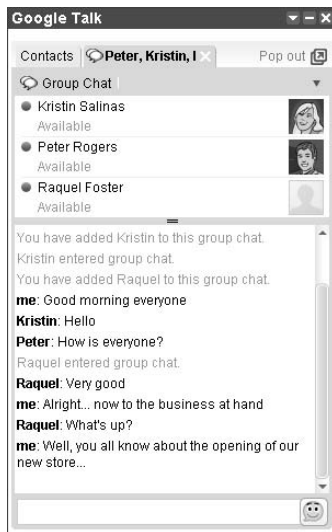 Google Talk
Contacts
Peter, Kristin, I
Pop out
Group Chat
Kristin Salinas
Available
Peter Rogers
Available
Raquel Foster
Available
You have added Kristin to this group chat.
Kristin entered group chat.
You have added Raquel to this group chat.
me: Good morning everyone
Kristin: Hello
Peter: How is everyone?
Raquel entered group chat.
Raquel: Very good
me: Alright... now to the business at hand
Raquel: What's up?
me: Well, you all know about the opening of our
new store...